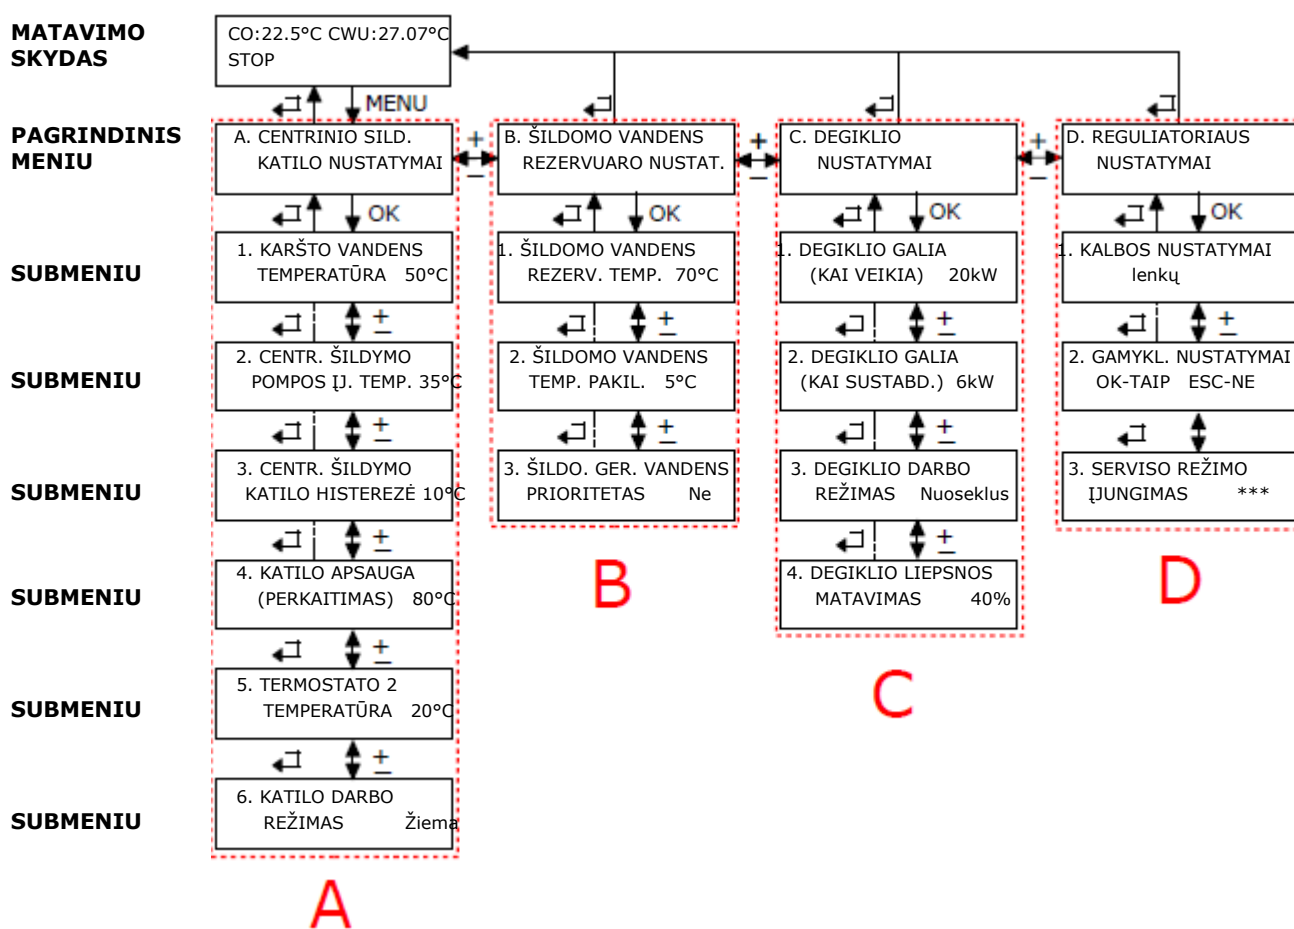 MATAVIMO
SKYDAS
CO:22.5°C CWU:27.07°C
STOP
MENU
PAGRINDINIS
MENIU
A. CENTRINIO SILD.
KATILO NUSTATYMAI
+
−
B. ŠILDOMO VANDENS
REZERVUARO NUSTAT.
+
−
C. DEGIKLIO
NUSTATYMAI
+
−
D. REGULIATORIAUS
NUSTATYMAI
OK
OK
OK
OK
SUBMENIU
1. KARŠTO VANDENS
TEMPERATŪRA 50°C
1. ŠILDOMO VANDENS
REZERV. TEMP. 70°C
1. DEGIKLIO GALIA
(KAI VEIKIA) 20kW
1. KALBOS NUSTATYMAI
lenkų
±
±
±
±
SUBMENIU
2. CENTR. ŠILDYMO
POMPOS ĮJ. TEMP. 35°C
2. ŠILDOMO VANDENS
TEMP. PAKIL. 5°C
2. DEGIKLIO GALIA
(KAI SUSTABD.) 6kW
2. GAMYKL. NUSTATYMAI
OK-TAIP ESC-NE
±
±
±
SUBMENIU
3. CENTR. ŠILDYMO
KATILO HISTEREZĖ 10°C
3. ŠILDO. GER. VANDENS
PRIORITETAS Ne
3. DEGIKLIO DARBO
REŽIMAS Nuoseklus
3. SERVISO REŽIMO
ĮJUNGIMAS ***
±
±
SUBMENIU
4. KATILO APSAUGA
(PERKAITIMAS) 80°C
B
4. DEGIKLIO LIEPSNOS
MATAVIMAS 40%
D
±
SUBMENIU
5. TERMOSTATO 2
TEMPERATŪRA 20°C
C
±
SUBMENIU
6. KATILO DARBO
REŽIMAS Žiema
A